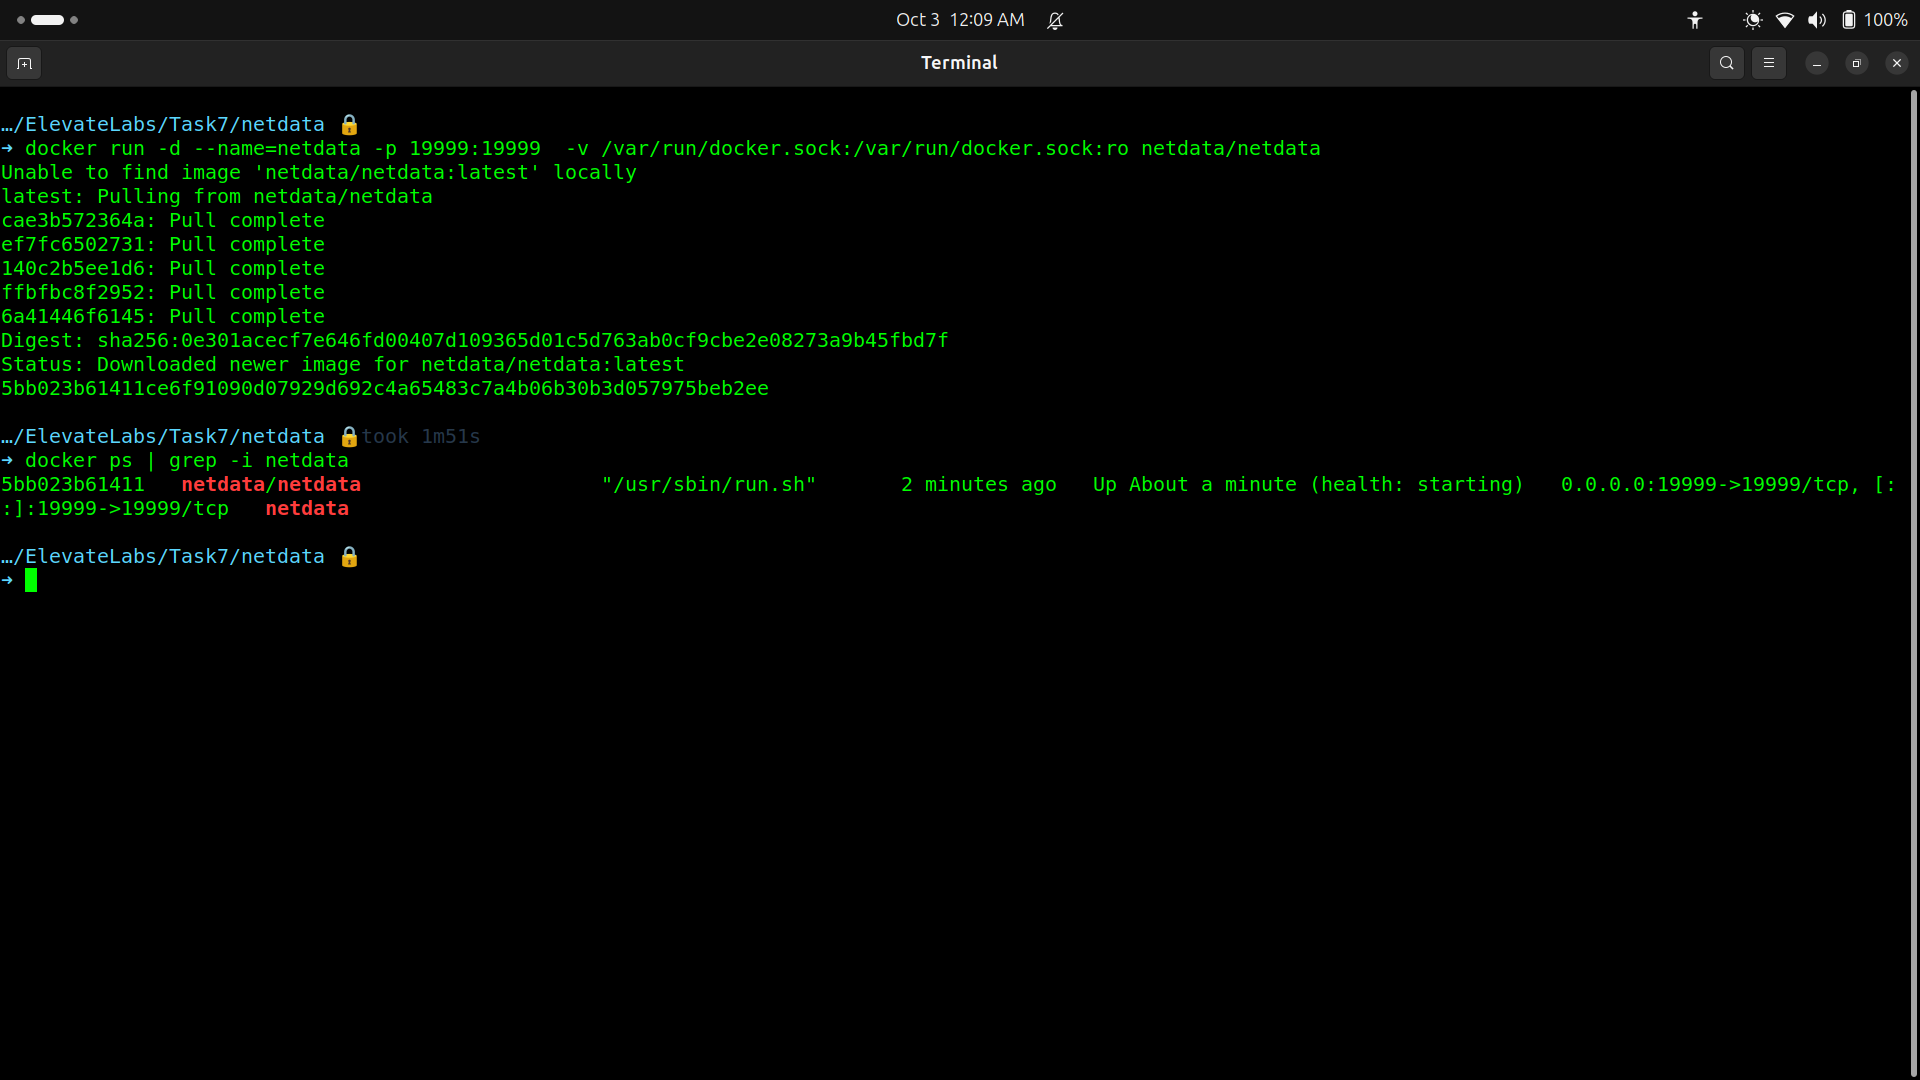 Oct 3 12:09 AM
100%
Terminal
…/ElevateLabs/Task7/netdata 🔒
➜ docker run -d --name=netdata -p 19999:19999  -v /var/run/docker.sock:/var/run/docker.sock:ro netdata/netdata
Unable to find image 'netdata/netdata:latest' locally
latest: Pulling from netdata/netdata
cae3b572364a: Pull complete
ef7fc6502731: Pull complete
140c2b5ee1d6: Pull complete
ffbfbc8f2952: Pull complete
6a41446f6145: Pull complete
Digest: sha256:0e301acecf7e646fd00407d109365d01c5d763ab0cf9cbe2e08273a9b45fbd7f
Status: Downloaded newer image for netdata/netdata:latest
5bb023b61411ce6f91090d07929d692c4a65483c7a4b06b30b3d057975beb2ee
…/ElevateLabs/Task7/netdata 🔒took 1m51s
➜ docker ps | grep -i netdata
5bb023b61411   netdata/netdata                    "/usr/sbin/run.sh"       2 minutes ago   Up About a minute (health: starting)   0.0.0.0:19999->19999/tcp, [:
:]:19999->19999/tcp   netdata
…/ElevateLabs/Task7/netdata 🔒
➜